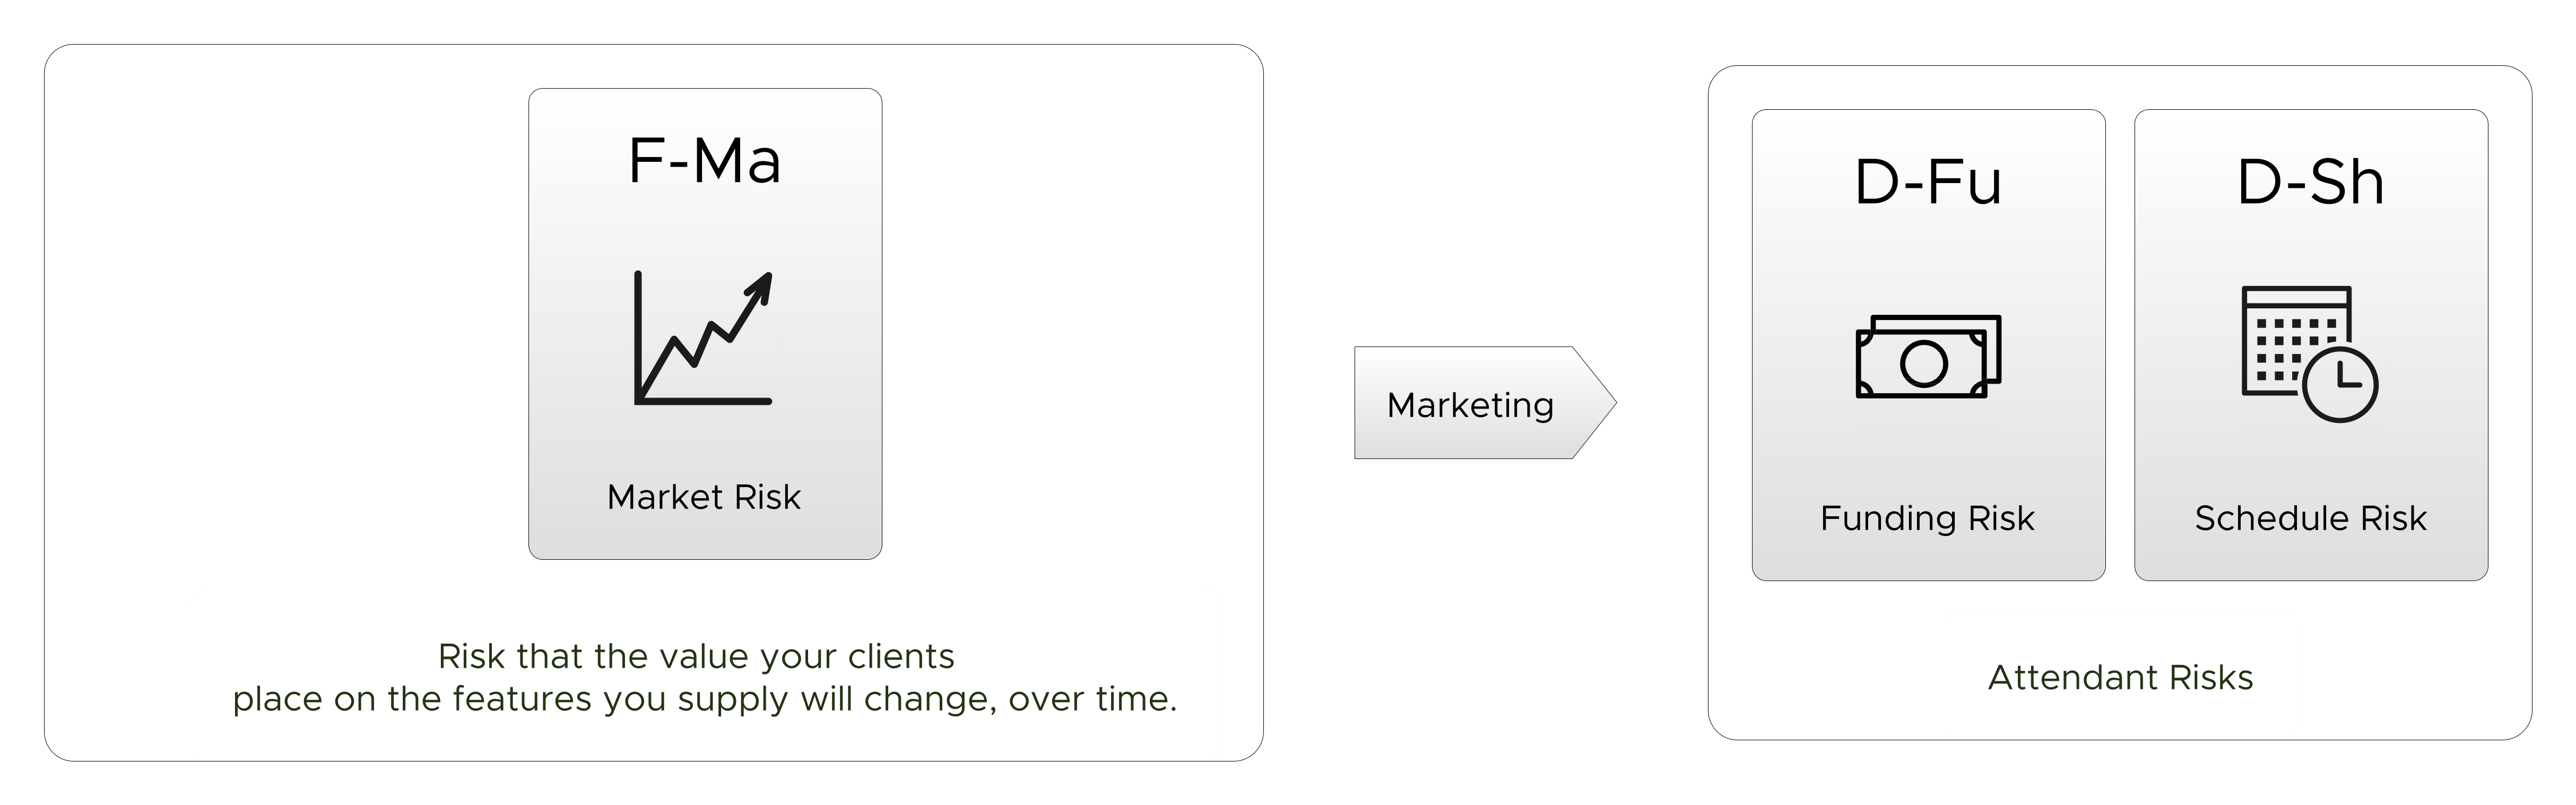 F-Ma
Market Risk
Risk that the value your clients
place on the features you supply will change, over time.
Marketing
D-Fu
Funding Risk
D-Sh
Schedule Risk
Attendant Risks